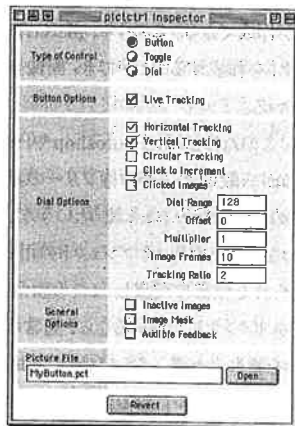 pictctrl Inspector
Type of Control
Button
Toggle
Dial
Button Options
Live Tracking
Dial Options
Horizontal Tracking
Vertical Tracking
Circular Tracking
Click to Increment
Clicked Images
Dial Range 128
Offset 0
Multiplier 1
Image Frames 10
Tracking Ratio 2
General
Options
Inactive Images
Image Mask
Audible Feedback
Picture File
MyButton.pct
Open...
Revert